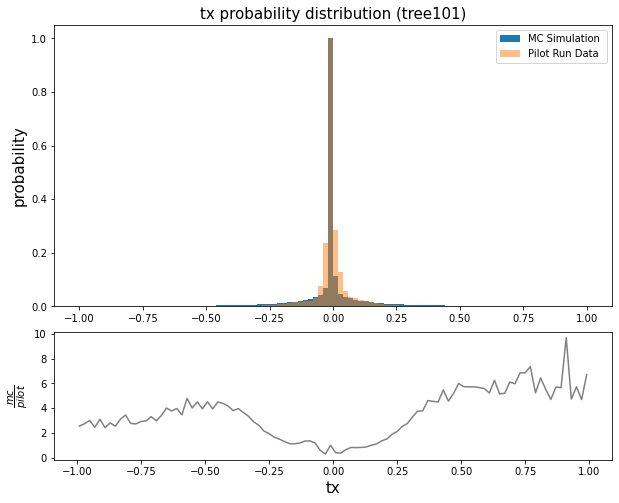 tx probability distribution (tree101)
MC Simulation
Pilot Run Data
probability
1.0
0.8
0.6
0.4
0.2
0.0
−1.00 −0.75 −0.50 −0.25 0.00 0.25 0.50 0.75 1.00
mc
pilot
10
8
6
4
2
0
−1.00 −0.75 −0.50 −0.25 0.00 0.25 0.50 0.75 1.00
tx